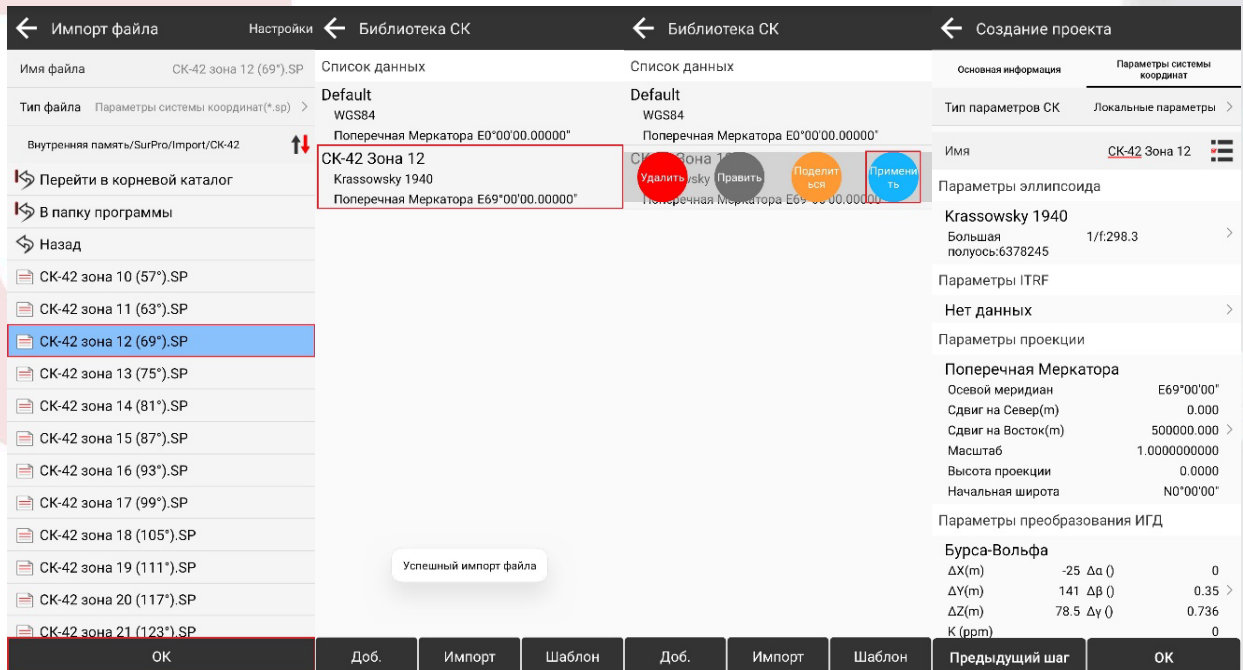 Импорт файла Настройки
Имя файла СК-42 зона 12 (69°).SP
Тип файла Параметры системы координат(*.sp)
Внутренняя память/SurPro/Import/СК-42
Перейти в корневой каталог
В папку программы
Назад
СК-42 зона 10 (57°).SP
СК-42 зона 11 (63°).SP
СК-42 зона 12 (69°).SP
СК-42 зона 13 (75°).SP
СК-42 зона 14 (81°).SP
СК-42 зона 15 (87°).SP
СК-42 зона 16 (93°).SP
СК-42 зона 17 (99°).SP
СК-42 зона 18 (105°).SP
СК-42 зона 19 (111°).SP
СК-42 зона 20 (117°).SP
СК-42 зона 21 (123°).SP
ОК
Библиотека СК
Список данных
Default
WGS84
Поперечная Меркатора E0°00'00.00000"
СК-42 Зона 12
Krassowsky 1940
Поперечная Меркатора E69°00'00.00000"
Успешный импорт файла
Доб. Импорт Шаблон
Библиотека СК
Список данных
Default
WGS84
Поперечная Меркатора E0°00'00.00000"
Удалить
Править
Поделит
ься
Примени
ть
Поперечная Меркатора E69°00'00.00000"
Доб. Импорт Шаблон
Создание проекта
Основная информация
Параметры системы
координат
Тип параметров СК Локальные параметры
Имя СК-42 Зона 12
Параметры эллипсоида
Krassowsky 1940
Большая 1/f:298.3
полуось:6378245
Параметры ITRF
Нет данных
Параметры проекции
Поперечная Меркатора
Осевой меридиан E69°00'00"
Сдвиг на Север(m) 0.000
Сдвиг на Восток(m) 500000.000
Масштаб 1.0000000000
Высота проекции 0.0000
Начальная широта N0°00'00"
Параметры преобразования ИГД
Бурса-Вольфа
ΔX(m) -25 Δα () 0
ΔY(m) 141 Δβ () 0.35
ΔZ(m) 78.5 Δγ () 0.736
K (ppm) 0
Предыдущий шаг ОК